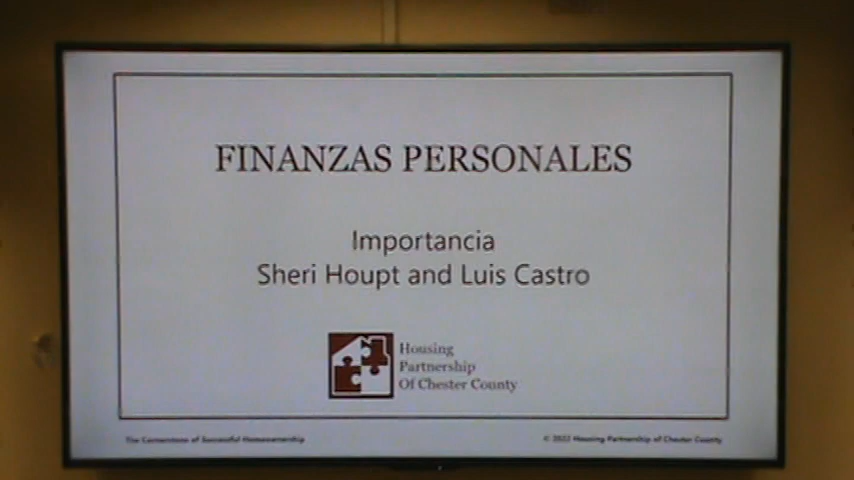 FINANZAS PERSONALES
Importancia
Sheri Houpt and Luis Castro
Housing
Partnership
Of Chester County
The Cornerstone of Successful Homeownership
© 2022 Housing Partnership of Chester County